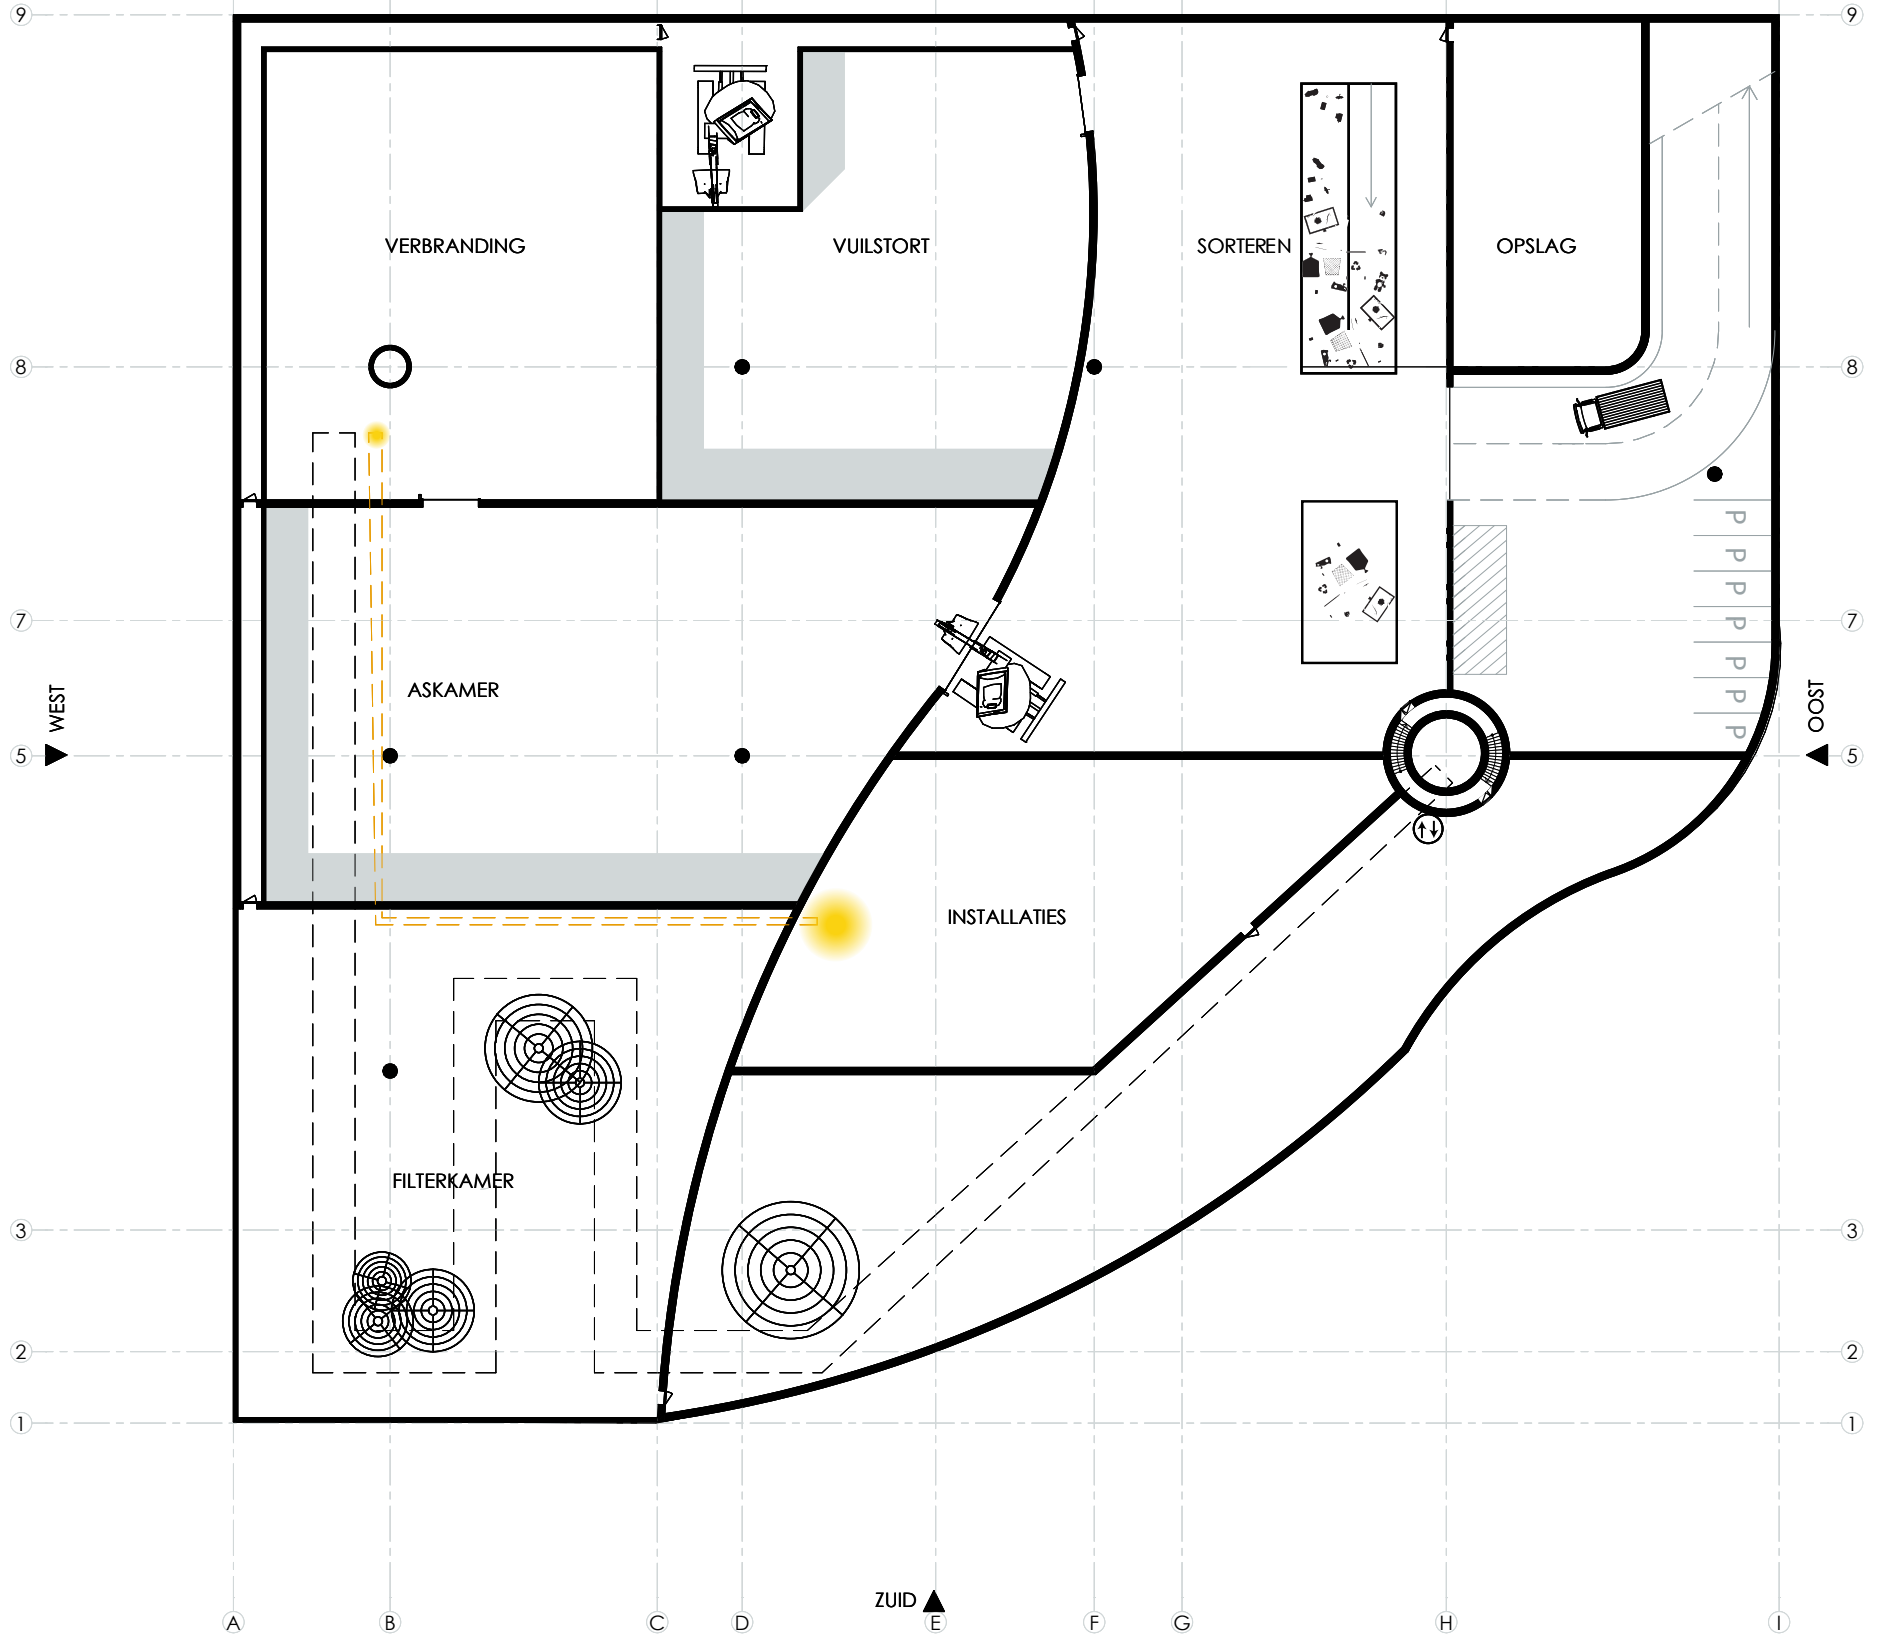 9
9
VERBRANDING
VUILSTORT
SORTEREN
OPSLAG
8
8
P
P
P
P
P
P
P
7
7
WEST
ASKAMER
OOST
5
5
INSTALLATIES
FILTERKAMER
3
3
2
2
1
1
ZUID
A
B
C
D
E
F
G
H
I